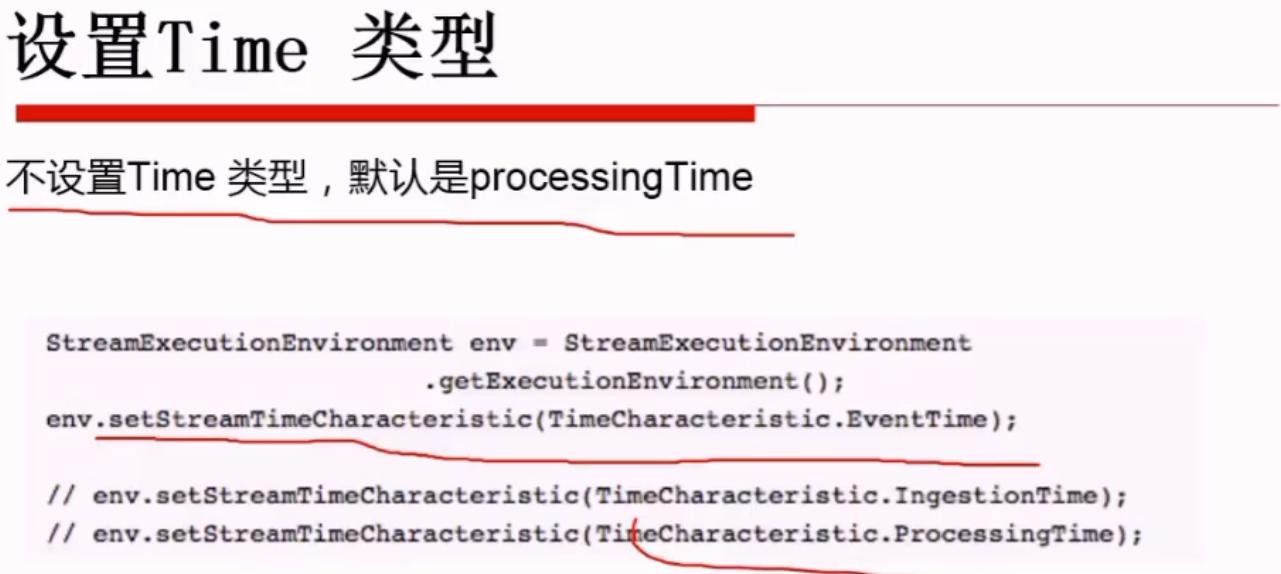 设置Time 类型
不设置Time 类型，默认是processingTime
StreamExecutionEnvironment env = StreamExecutionEnvironment
.getExecutionEnvironment();
env.setStreamTimeCharacteristic(TimeCharacteristic.EventTime);
// env.setStreamTimeCharacteristic(TimeCharacteristic.IngestionTime);
// env.setStreamTimeCharacteristic(TimeCharacteristic.ProcessingTime);